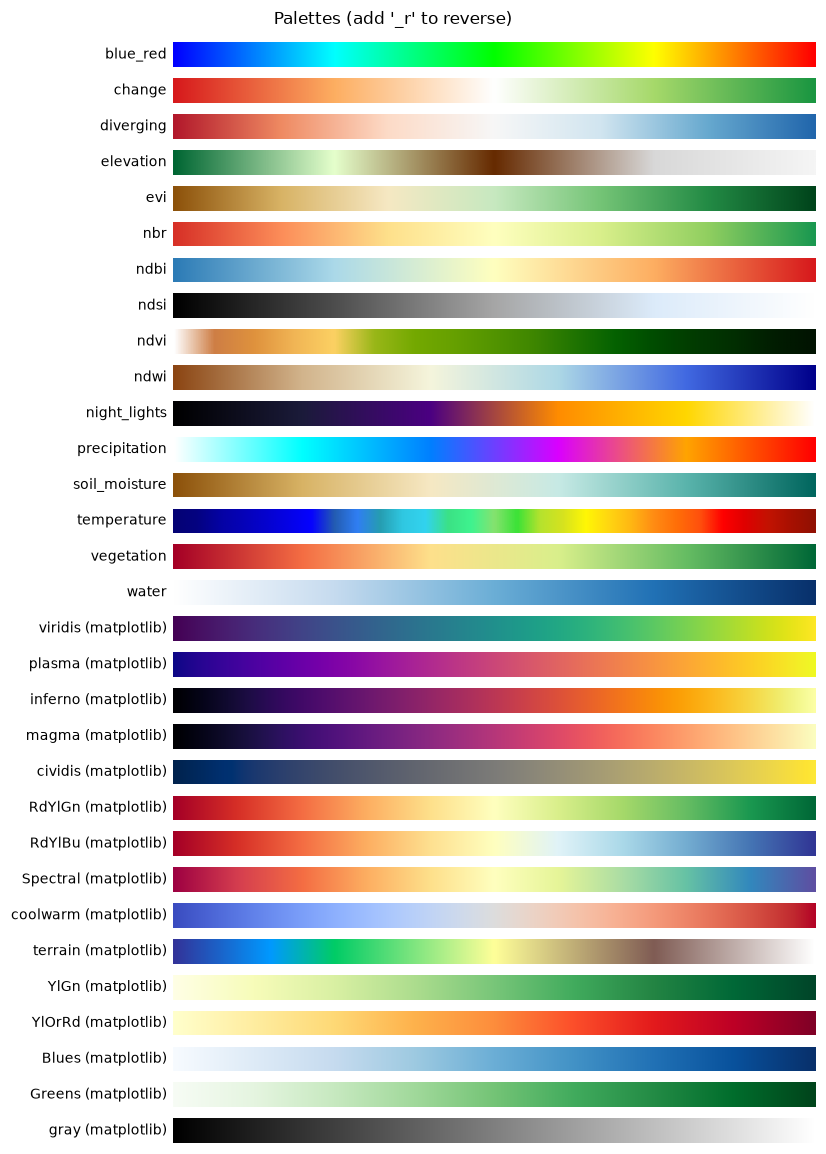 Palettes (add '_r' to reverse)
blue_red
change
diverging
elevation
evi
nbr
ndbi
ndsi
ndvi
ndwi
night_lights
precipitation
soil_moisture
temperature
vegetation
water
viridis (matplotlib)
plasma (matplotlib)
inferno (matplotlib)
magma (matplotlib)
cividis (matplotlib)
RdYlGn (matplotlib)
RdYlBu (matplotlib)
Spectral (matplotlib)
coolwarm (matplotlib)
terrain (matplotlib)
YlGn (matplotlib)
YlOrRd (matplotlib)
Blues (matplotlib)
Greens (matplotlib)
gray (matplotlib)